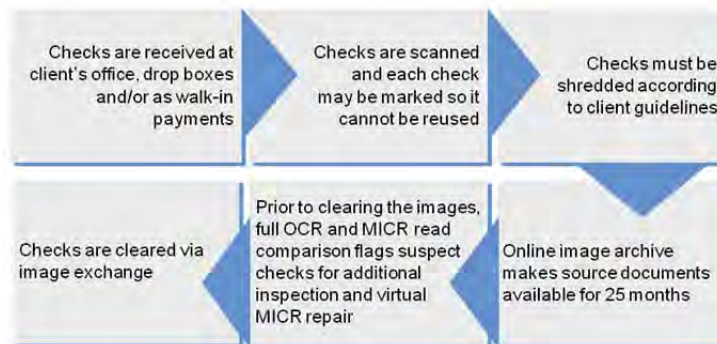 Checks are received at
client's office, drop boxes
and/or as walk-in
payments
Checks are scanned
and each check
may be marked so it
cannot be reused
Checks must be
shredded according
to client guidelines
Online image archive
makes source documents
available for 25 months
Prior to clearing the images,
full OCR and MICR read
comparison flags suspect
checks for additional
inspection and virtual
MICR repair
Checks are cleared via
image exchange